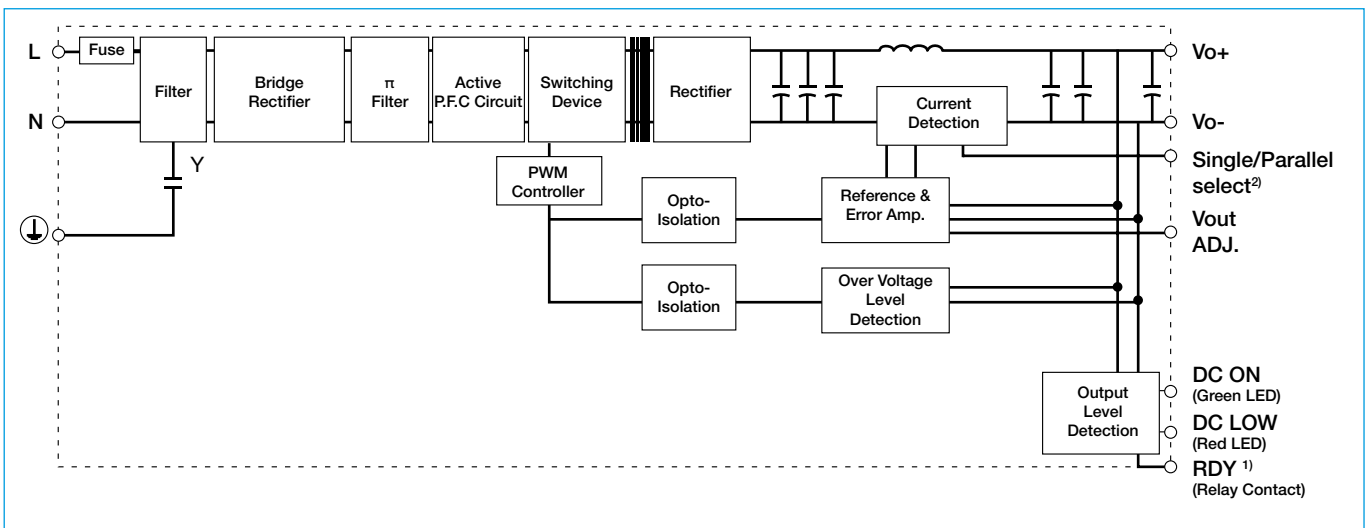 L
Fuse
Vo+
Filter
Bridge
Rectifier
π
Filter
Active
P.F.C Circuit
Switching
Device
Rectifier
Current
Detection
N
Vo-
Y
PWM
Controller
Single/Parallel
select2)
Opto-
Isolation
Reference &
Error Amp.
Vout
ADJ.
Opto-
Isolation
Over Voltage
Level
Detection
Output
Level
Detection
DC ON
(Green LED)
DC LOW
(Red LED)
RDY 1)
(Relay Contact)